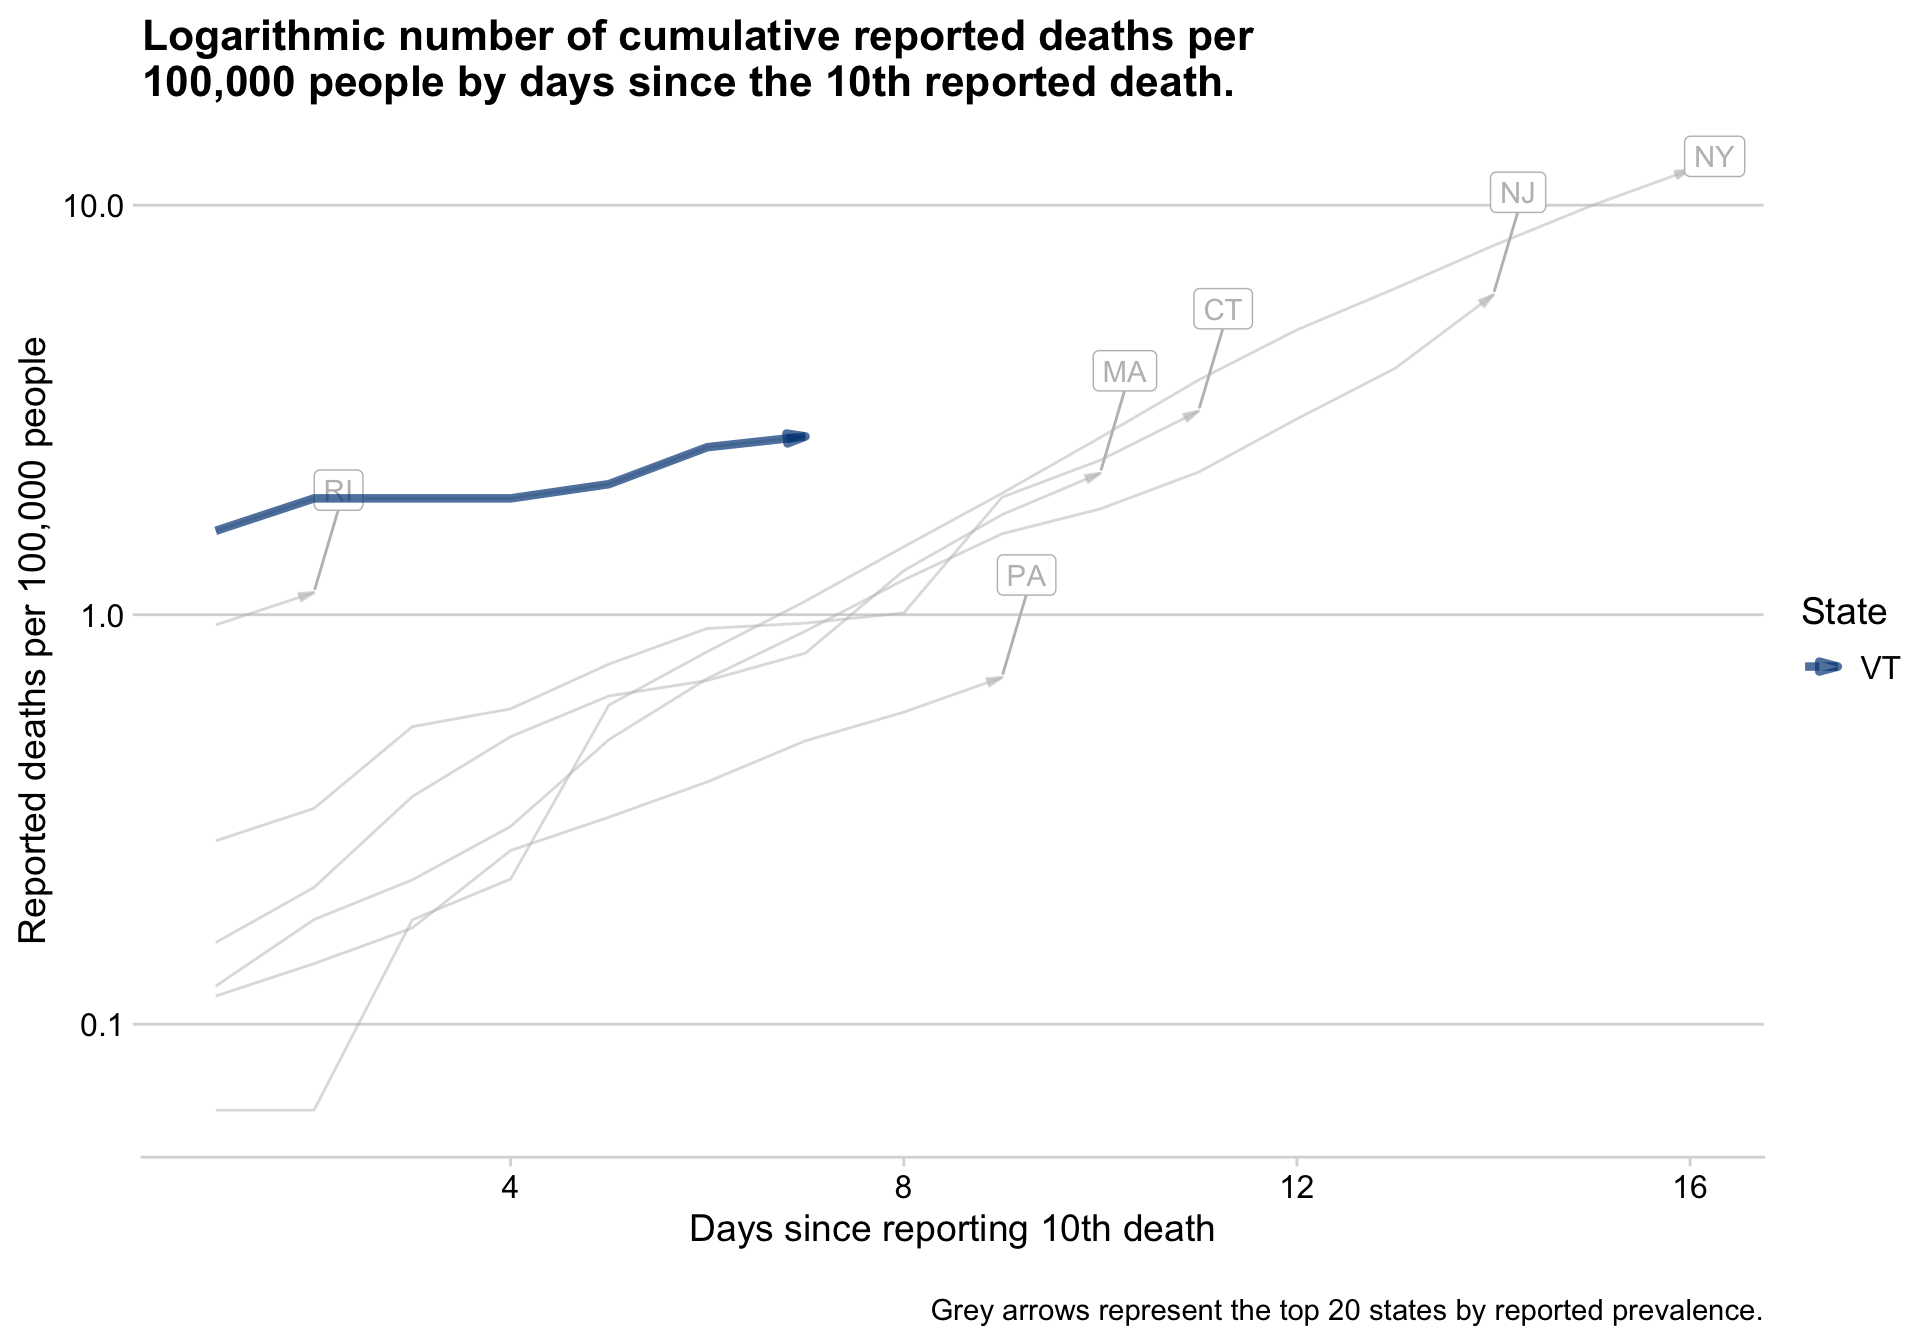 Logarithmic number of cumulative reported deaths per
100,000 people by days since the 10th reported death.
NY
NJ
CT
MA
RI
PA
10.0
1.0
0.1
Reported deaths per 100,000 people
4
8
12
16
Days since reporting 10th death
State
VT
Grey arrows represent the top 20 states by reported prevalence.